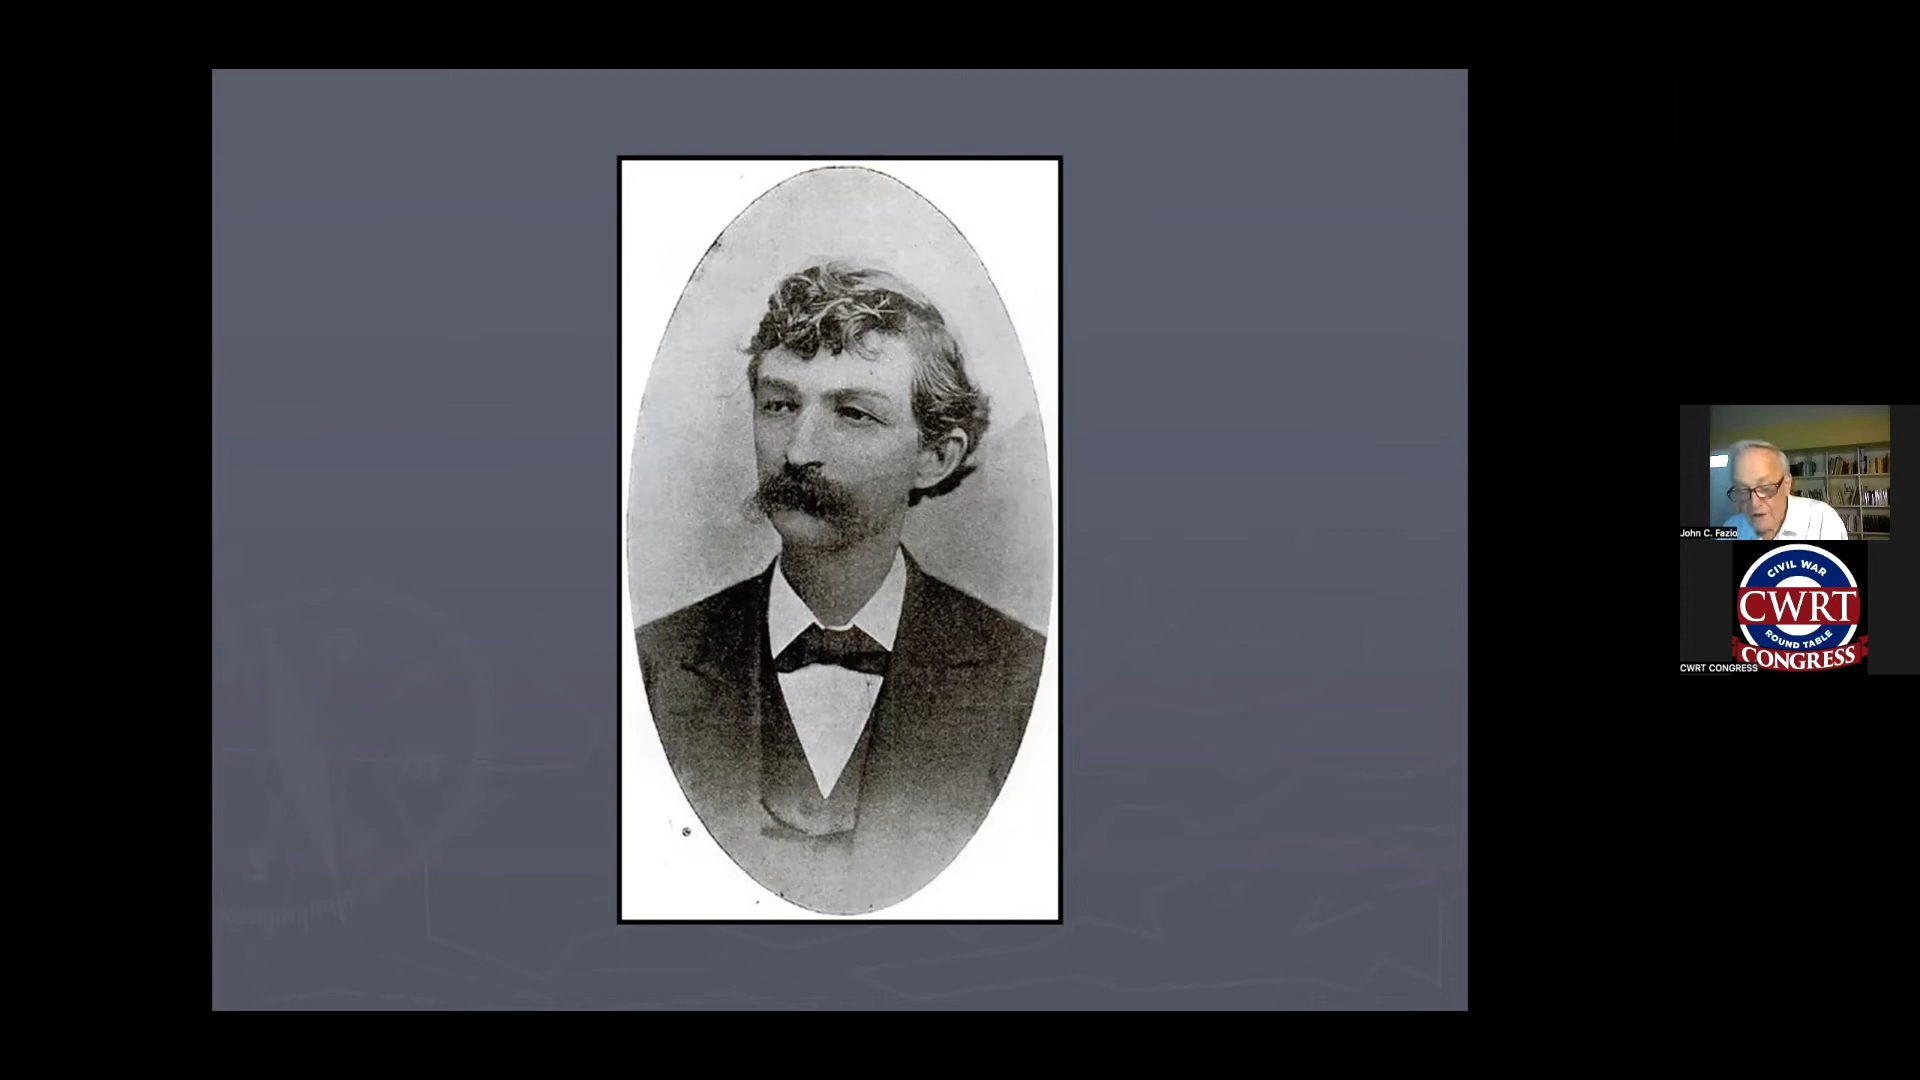 John C. Fazio
CIVIL WAR
CWRT
ROUND TABLE
CONGRESS
CWRT CONGRESS